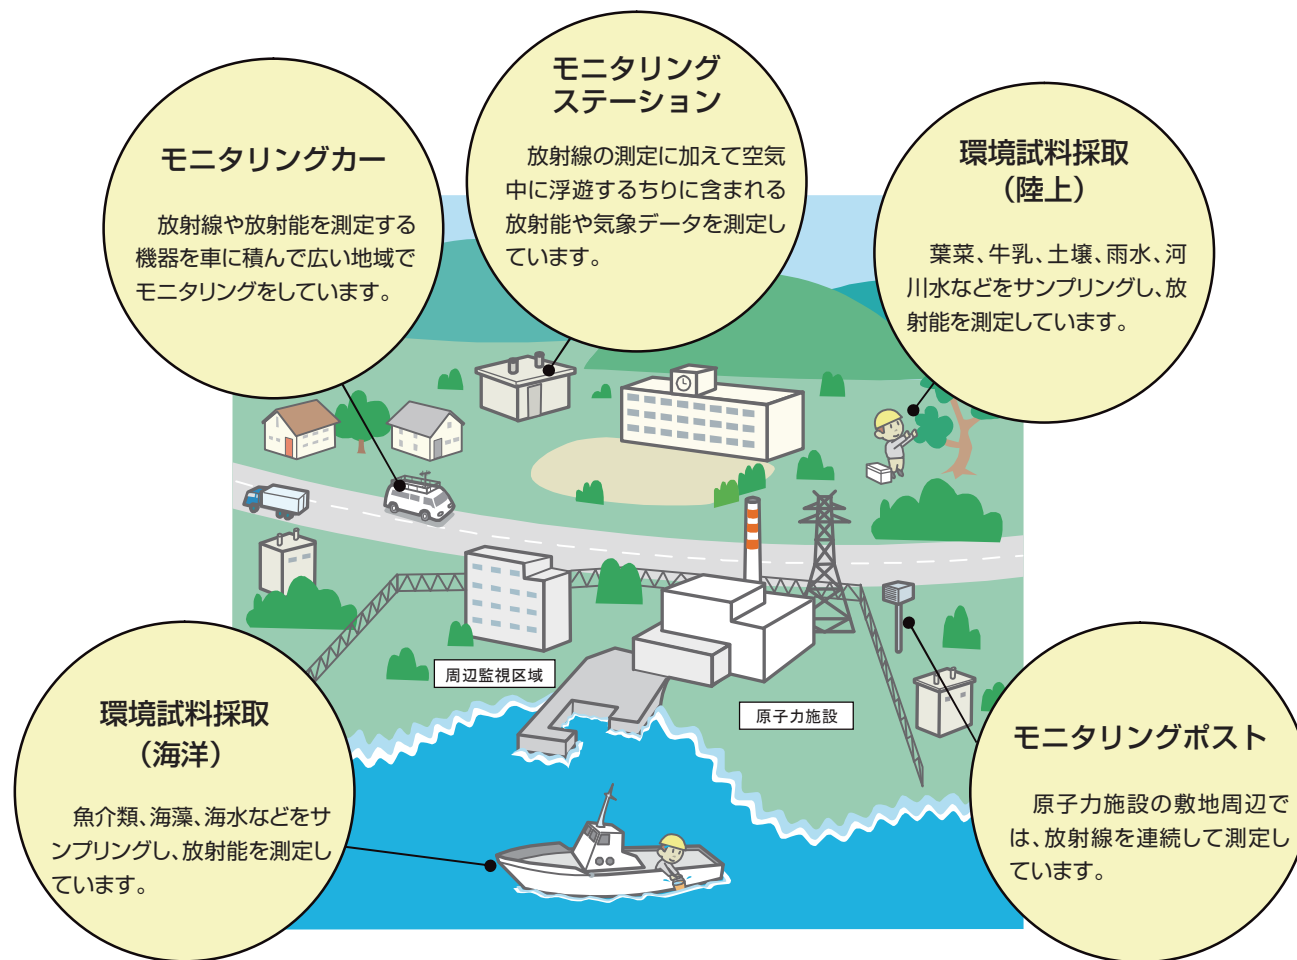 モニタリングカー
放射線や放射能を測定する
機器を車に積んで広い地域で
モニタリングをしています。
モニタリング
ステーション
放射線の測定に加えて空気
中に浮遊するちりに含まれる
放射能や気象データを測定し
ています。
環境試料採取
（陸上）
葉菜、牛乳、土壌、雨水、河
川水などをサンプリングし、放
射能を測定しています。
周辺監視区域
原子力施設
環境試料採取
（海洋）
魚介類、海藻、海水などをサ
ンプリングし、放射能を測定し
ています。
モニタリングポスト
原子力施設の敷地周辺で
は、放射線を連続して測定し
ています。